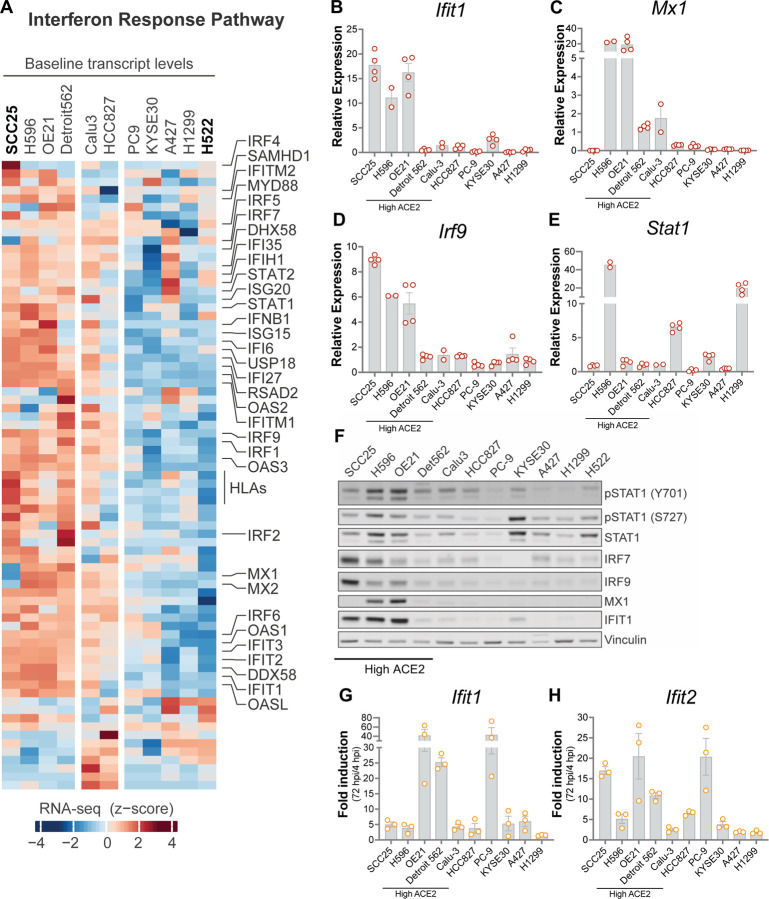 A
Interferon Response Pathway
Baseline transcript levels
SCC25
H596
OE21
Detroit562
Calu3
HCC827
PC9
KYSE30
A427
H1299
H522
IRF4
SAMHD1
IFITM2
MYD88
IRF5
IRF7
DHX58
IFI35
IFIH1
STAT2
ISG20
STAT1
IFNB1
ISG15
IFI6
USP18
IFI27
RSAD2
OAS2
IFITM1
IRF9
IRF1
OAS3
HLAs
IRF2
MX1
MX2
IRF6
OAS1
IFIT3
IFIT2
DDX58
IFIT1
OASL
RNA-seq (z-score)
−4 −2 0 2 4
B
Ifit1
Relative Expression
25
20
15
10
5
0
SCC25
H596
OE21
Detroit 562
Calu-3
HCC827
PC-9
KYSE30
A427
H1299
High ACE2
C
Mx1
Relative Expression
40
20
5
4
3
2
1
0
SCC25
H596
OE21
Detroit 562
Calu-3
HCC827
PC-9
KYSE30
A427
H1299
High ACE2
D
Irf9
Relative Expression
10
8
6
4
2
0
SCC25
H596
OE21
Detroit 562
Calu-3
HCC827
PC-9
KYSE30
A427
H1299
High ACE2
E
Stat1
Relative Expression
60
40
20
10
5
0
SCC25
H596
OE21
Detroit 562
Calu-3
HCC827
PC-9
KYSE30
A427
H1299
High ACE2
F
SCC25
H596
OE21
Det562
Calu3
HCC827
PC-9
KYSE30
A427
H1299
H522
pSTAT1 (Y701)
pSTAT1 (S727)
STAT1
IRF7
IRF9
MX1
IFIT1
Vinculin
High ACE2
G
Ifit1
Fold induction
(72 hpi/4 hpi)
80
60
40
30
25
20
15
10
5
0
SCC25
H596
OE21
Detroit 562
Calu-3
HCC827
PC-9
KYSE30
A427
H1299
High ACE2
H
Ifit2
Fold induction
(72 hpi/4 hpi)
30
25
20
15
10
5
0
SCC25
H596
OE21
Detroit 562
Calu-3
HCC827
PC-9
KYSE30
A427
H1299
High ACE2